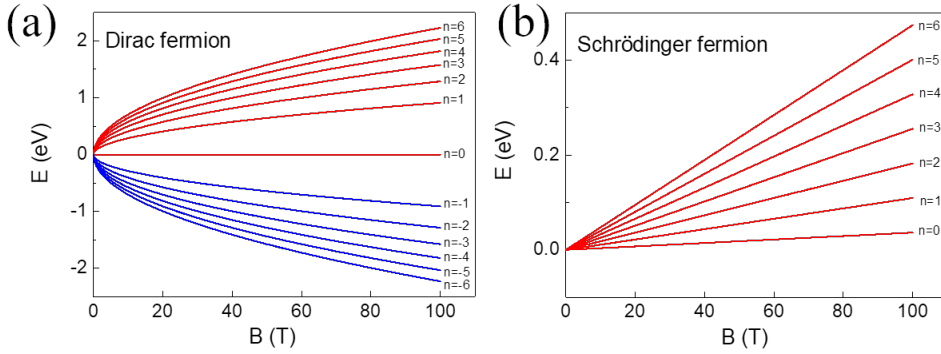 (a)
Dirac fermion
E (eV)
2
1
0
-1
-2
n=6
n=5
n=4
n=3
n=2
n=1
n=0
n=-1
n=-2
n=-3
n=-4
n=-5
n=-6
0 20 40 60 80 100
B (T)
(b)
Schrödinger fermion
E (eV)
0.4
0.2
0.0
n=6
n=5
n=4
n=3
n=2
n=1
n=0
0 20 40 60 80 100
B (T)